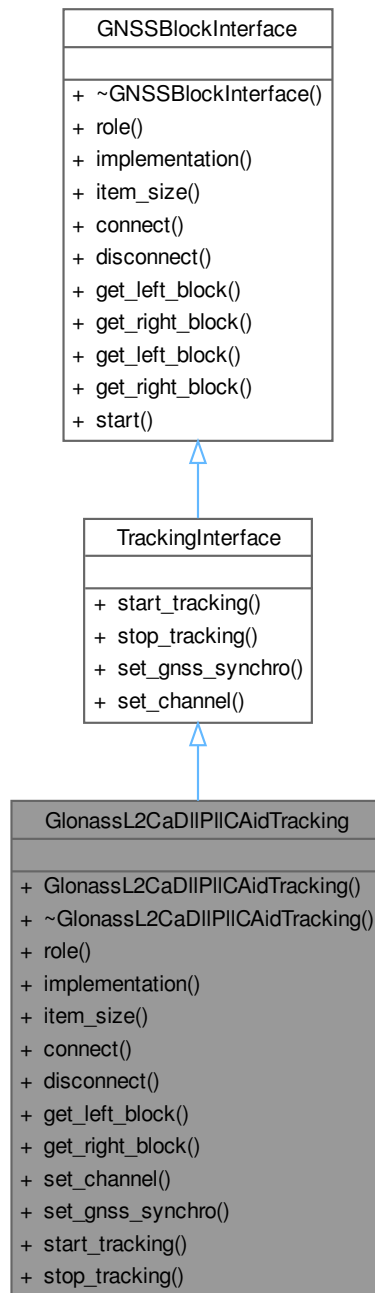 GNSSBlockInterface
+ ~GNSSBlockInterface()
+ role()
+ implementation()
+ item_size()
+ connect()
+ disconnect()
+ get_left_block()
+ get_right_block()
+ get_left_block()
+ get_right_block()
+ start()
TrackingInterface
+ start_tracking()
+ stop_tracking()
+ set_gnss_synchro()
+ set_channel()
GlonassL2CaDllPllCAidTracking
+ GlonassL2CaDllPllCAidTracking()
+ ~GlonassL2CaDllPllCAidTracking()
+ role()
+ implementation()
+ item_size()
+ connect()
+ disconnect()
+ get_left_block()
+ get_right_block()
+ set_channel()
+ set_gnss_synchro()
+ start_tracking()
+ stop_tracking()